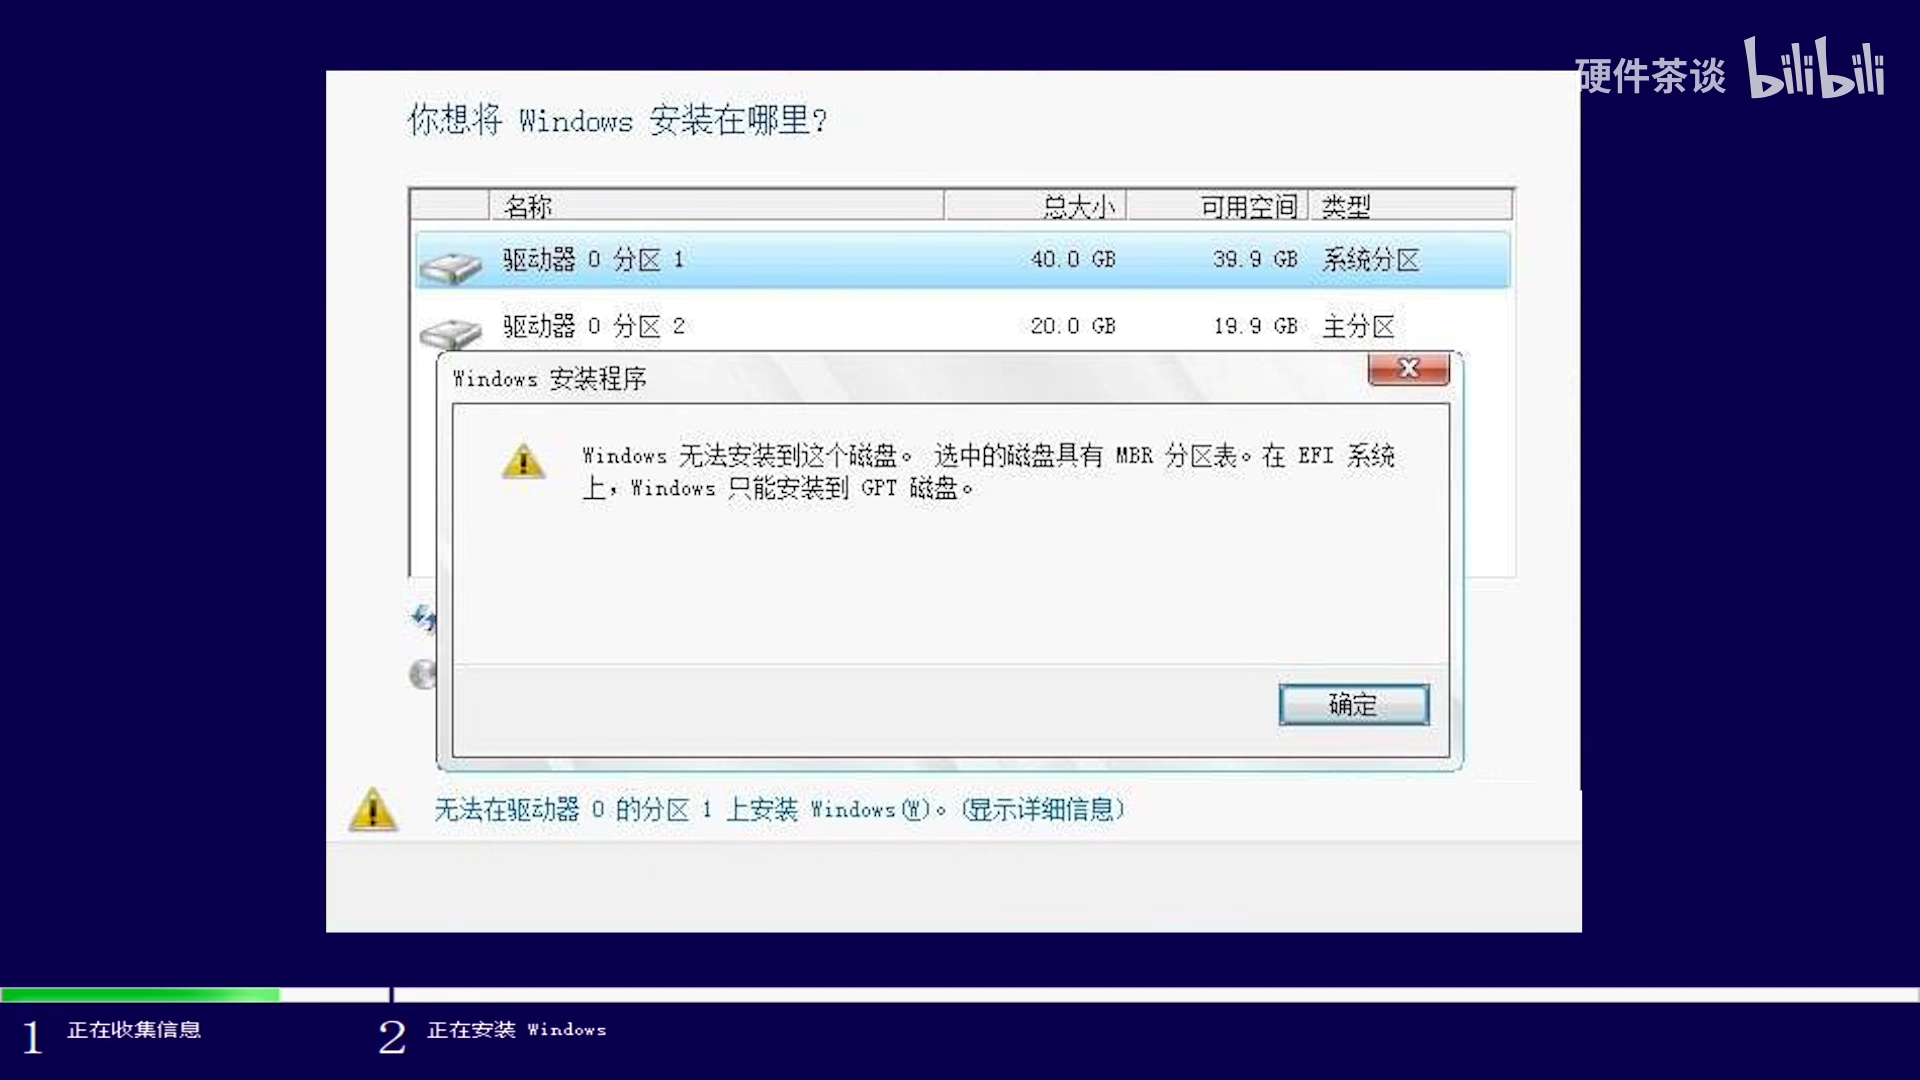 硬件茶谈 bilibili
你想将 Windows 安装在哪里?
名称 总大小 可用空间 类型
驱动器 0 分区 1 40.0 GB 39.9 GB 系统分区
驱动器 0 分区 2 20.0 GB 19.9 GB 主分区
Windows 安装程序
Windows 无法安装到这个磁盘。 选中的磁盘具有 MBR 分区表。在 EFI 系统
上，Windows 只能安装到 GPT 磁盘。
确定
无法在驱动器 0 的分区 1 上安装 Windows(W)。(显示详细信息)
1 正在收集信息 2 正在安装 Windows